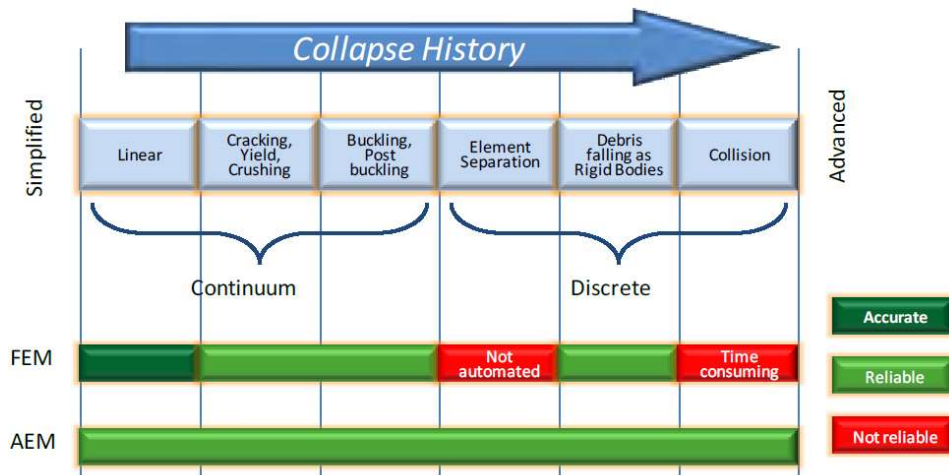 Collapse History
Simplified
Linear
Cracking,
Yield,
Crushing
Buckling,
Post
buckling
Element
Separation
Debris
falling as
Rigid Bodies
Collision
Advanced
Continuum
Discrete
Accurate
FEM
Not
automated
Time
consuming
Reliable
AEM
Not reliable